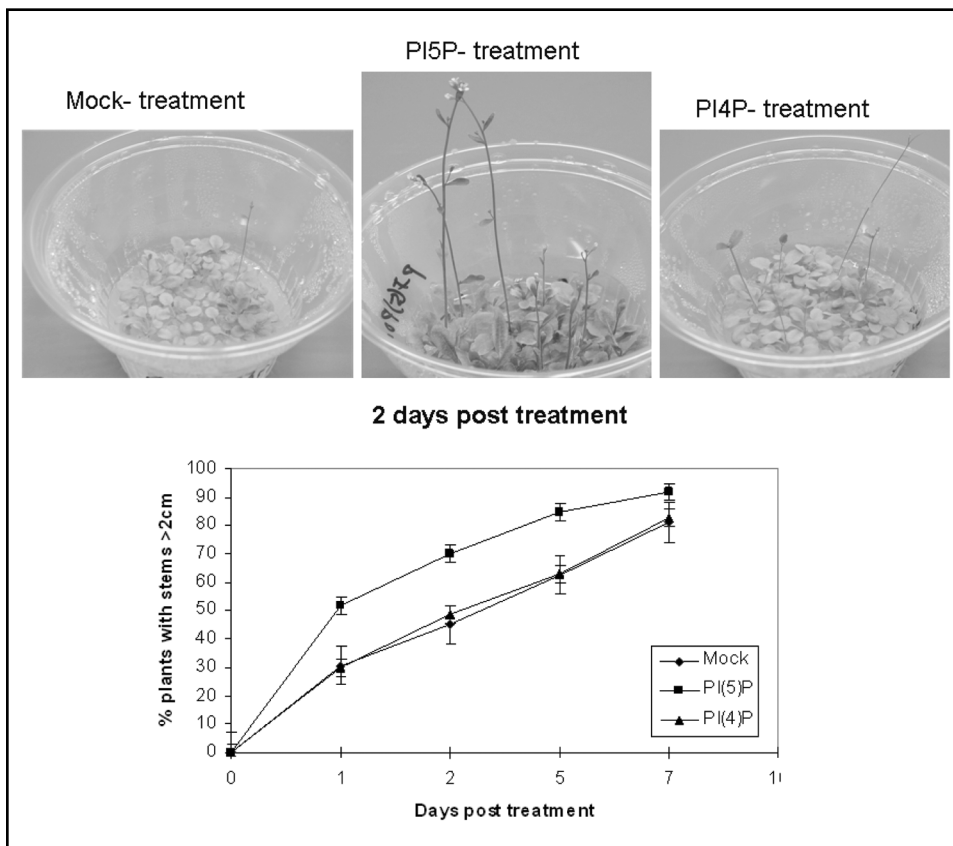 PI5P- treatment
Mock- treatment
PI4P- treatment
2 days post treatment
% plants with stems >2cm
100
90
80
70
60
50
40
30
20
10
0
0 1 2 5 7
Mock
PI(5)P
PI(4)P
Days post treatment